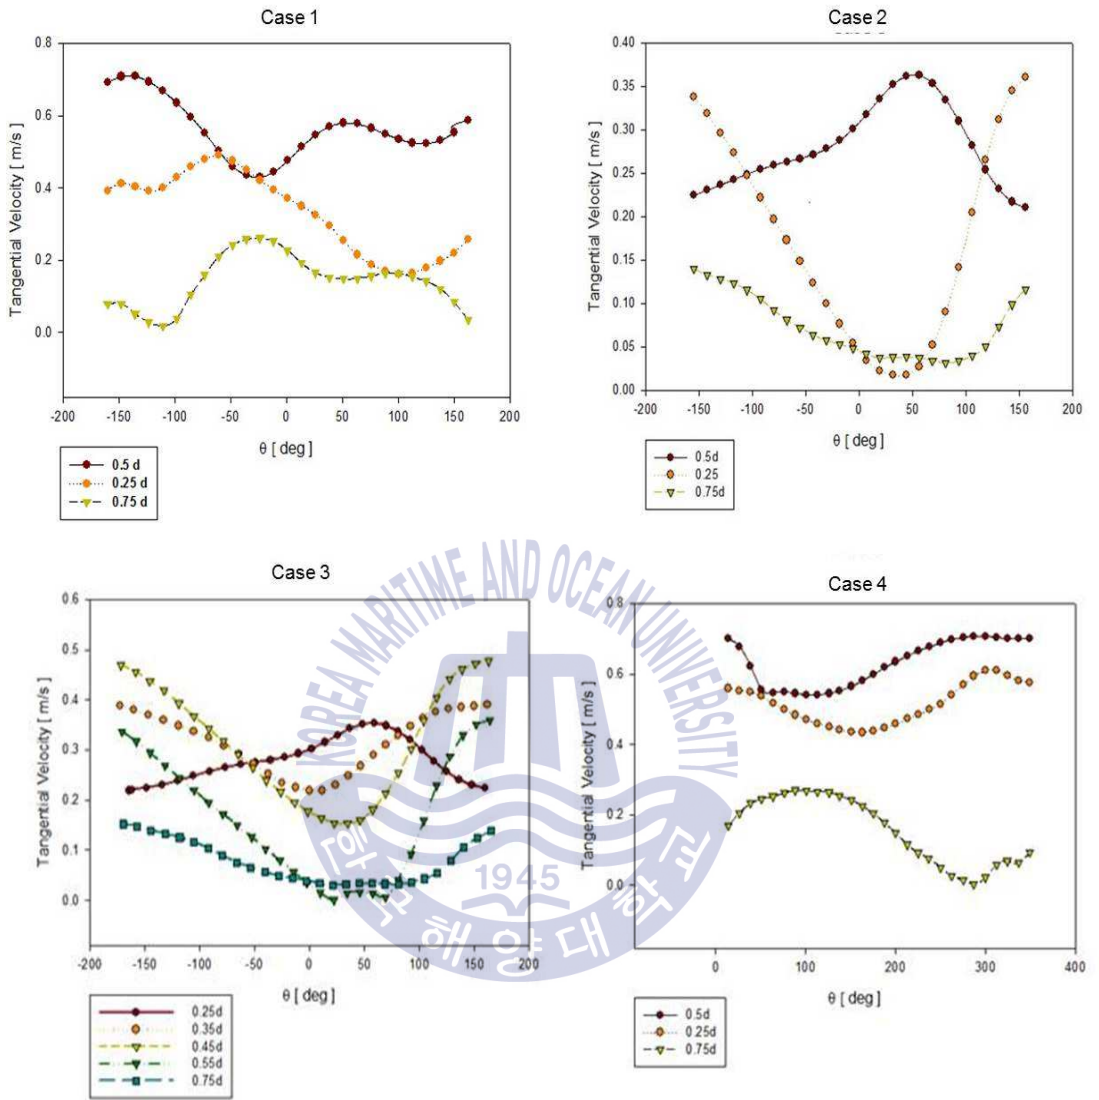 Case 1
0.8
0.6
0.4
0.2
0.0
Tangential Velocity [ m/s ]
-200 -150 -100 -50 0 50 100 150 200
θ [ deg ]
0.5 d
0.25 d
0.75 d
Case 2
0.40
0.35
0.30
0.25
0.20
0.15
0.10
0.05
0.00
Tangential Velocity [ m/s ]
-200 -150 -100 -50 0 50 100 150 200
θ [ deg ]
0.5d
0.25
0.75d
Case 3
0.6
0.5
0.4
0.3
0.2
0.1
0.0
Tangential Velocity [ m/s ]
-200 -150 -100 -50 0 50 100 150 200
θ [ deg ]
0.25d
0.35d
0.45d
0.55d
0.75d
Case 4
0.8
0.6
0.4
0.2
0.0
Tangential Velocity [ m/s ]
0 100 200 300 400
θ [ deg ]
0.5d
0.25d
0.75d
KOREA MARITIME AND OCEAN UNIVERSITY
1945
한국해양대학교